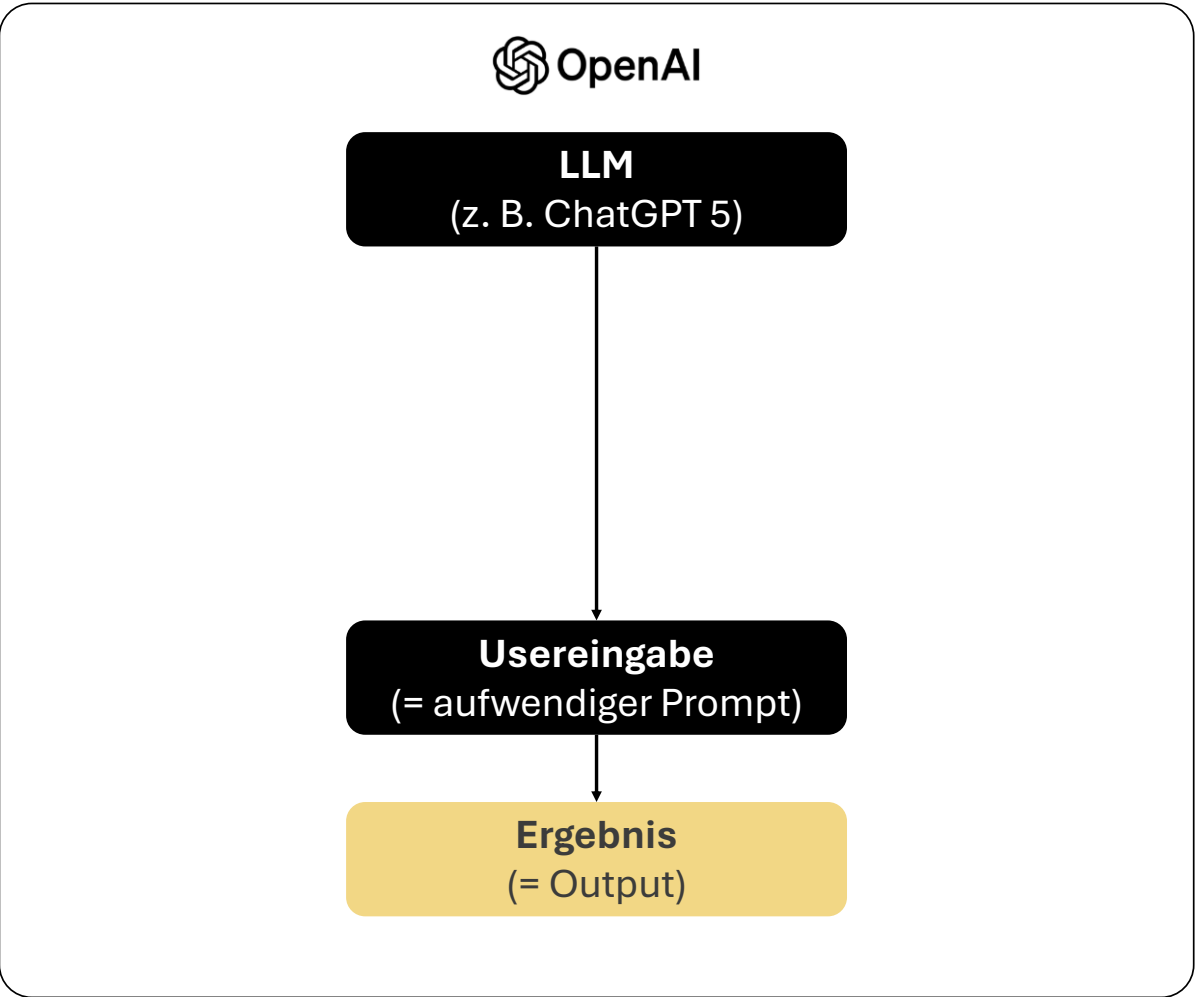 OpenAI
LLM
(z. B. ChatGPT 5)
Usereingabe
(= aufwendiger Prompt)
Ergebnis
(= Output)